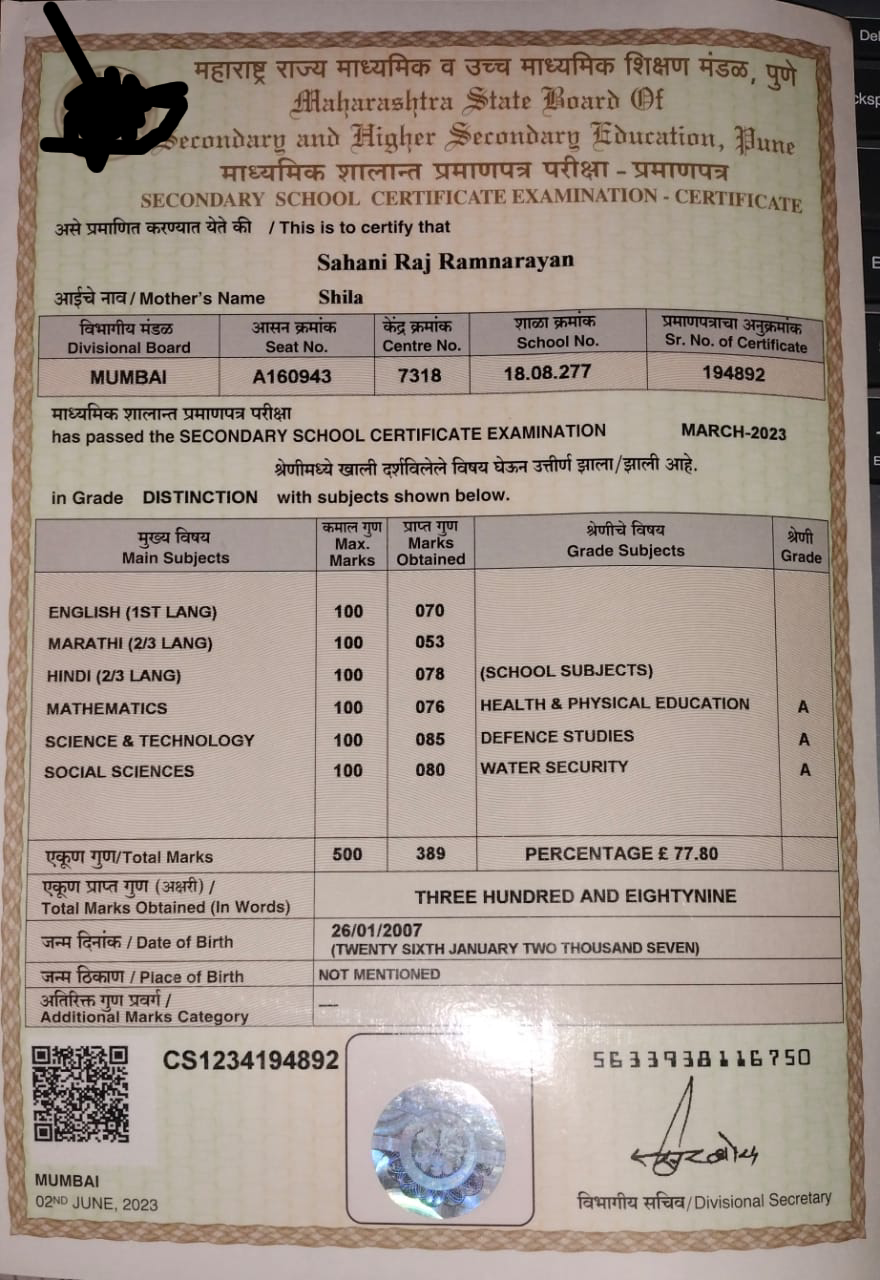 महाराष्ट्र राज्य माध्यमिक व उच्च माध्यमिक शिक्षण मंडळ, पुणे
Maharashtra State Board Of
Secondary and Higher Secondary Education, Pune
माध्यमिक शालान्त प्रमाणपत्र परीक्षा - प्रमाणपत्र
SECONDARY SCHOOL CERTIFICATE EXAMINATION - CERTIFICATE
असे प्रमाणित करण्यात येते की / This is to certify that
Sahani Raj Ramnarayan
आईचे नाव / Mother's Name Shila
विभागीय मंडळ आसन क्रमांक केंद्र क्रमांक शाळा क्रमांक प्रमाणपत्राचा अनुक्रमांक
Divisional Board Seat No. Centre No. School No. Sr. No. of Certificate
MUMBAI A160943 7318 18.08.277 194892
माध्यमिक शालान्त प्रमाणपत्र परीक्षा
has passed the SECONDARY SCHOOL CERTIFICATE EXAMINATION MARCH-2023
श्रेणीमध्ये खाली दर्शविलेले विषय घेऊन उत्तीर्ण झाला/झाली आहे.
in Grade DISTINCTION with subjects shown below.
मुख्य विषय कमाल गुण प्राप्त गुण श्रेणीचे विषय श्रेणी
Main Subjects Max. Marks Marks Obtained Grade Subjects Grade
ENGLISH (1ST LANG) 100 070
MARATHI (2/3 LANG) 100 053
HINDI (2/3 LANG) 100 078 (SCHOOL SUBJECTS)
MATHEMATICS 100 076 HEALTH & PHYSICAL EDUCATION A
SCIENCE & TECHNOLOGY 100 085 DEFENCE STUDIES A
SOCIAL SCIENCES 100 080 WATER SECURITY A
एकूण गुण/Total Marks 500 389 PERCENTAGE £ 77.80
एकूण प्राप्त गुण (अक्षरी) /
Total Marks Obtained (In Words) THREE HUNDRED AND EIGHTYNINE
जन्म दिनांक / Date of Birth 26/01/2007
(TWENTY SIXTH JANUARY TWO THOUSAND SEVEN)
जन्म ठिकाण / Place of Birth NOT MENTIONED
अतिरिक्त गुण प्रवर्ग /
Additional Marks Category ----
CS1234194892 5633938116750
MUMBAI
02ND JUNE, 2023
विभागीय सचिव/Divisional Secretary
Del